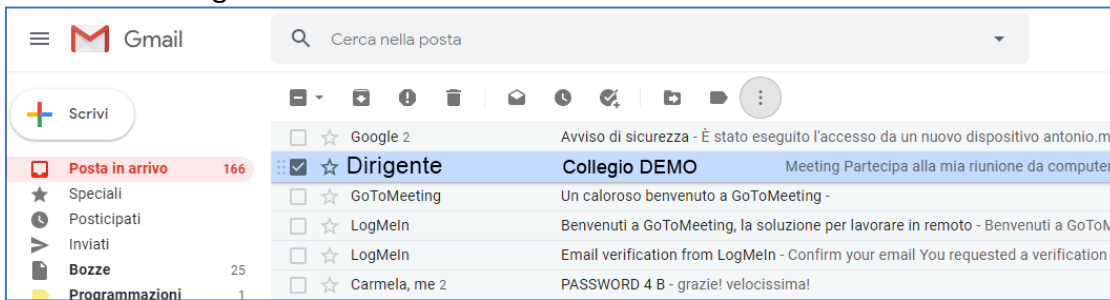 Gmail
Cerca nella posta
Scrivi
Google 2 Avviso di sicurezza - È stato eseguito l'accesso da un nuovo dispositivo antonio.m
Posta in arrivo 166 Dirigente Collegio DEMO Meeting Partecipa alla mia riunione da computer
Speciali GoToMeeting Un caloroso benvenuto a GoToMeeting -
Posticipati LogMeIn Benvenuti a GoToMeeting, la soluzione per lavorare in remoto - Benvenuti a GoToM
Inviati
Bozze 25 LogMeIn Email verification from LogMeIn - Confirm your email You requested a verification
Programmazioni 1 Carmela, me 2 PASSWORD 4 B - grazie! velocissima!